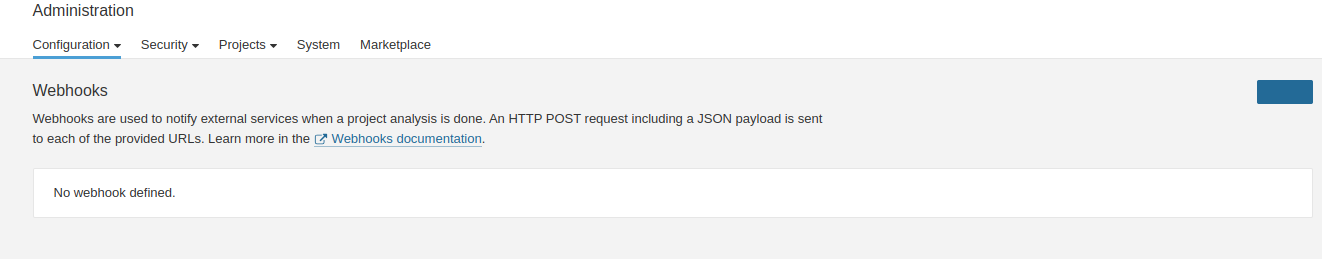 Administration
Configuration Security Projects System Marketplace
Webhooks
Webhooks are used to notify external services when a project analysis is done. An HTTP POST request including a JSON payload is sent
to each of the provided URLs. Learn more in the Webhooks documentation.
No webhook defined.